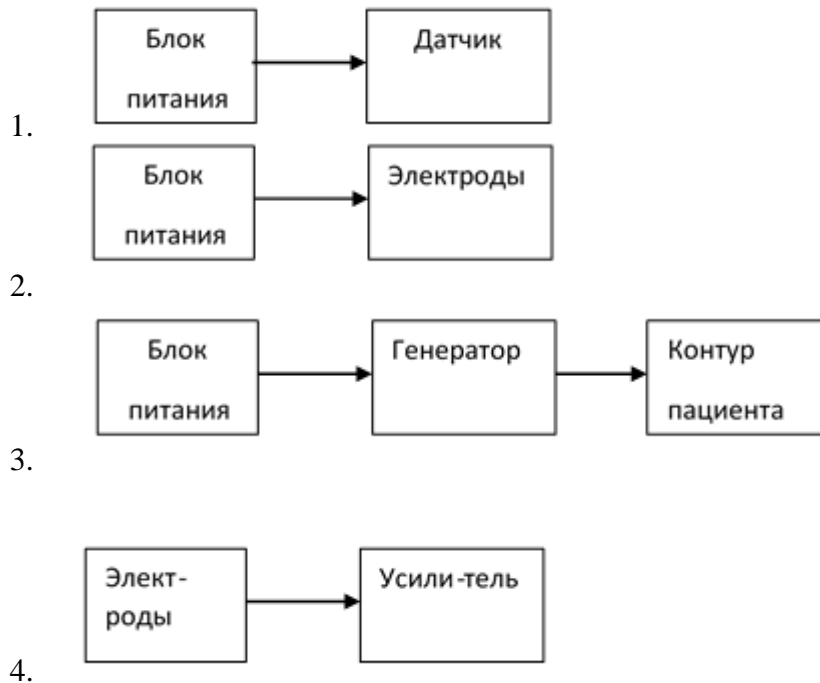 Блок Датчик
питания
1.
Блок Электроды
питания
2.
Блок Генератор Контур
питания пациента
3.
Элект- Усили-тель
роды
4.